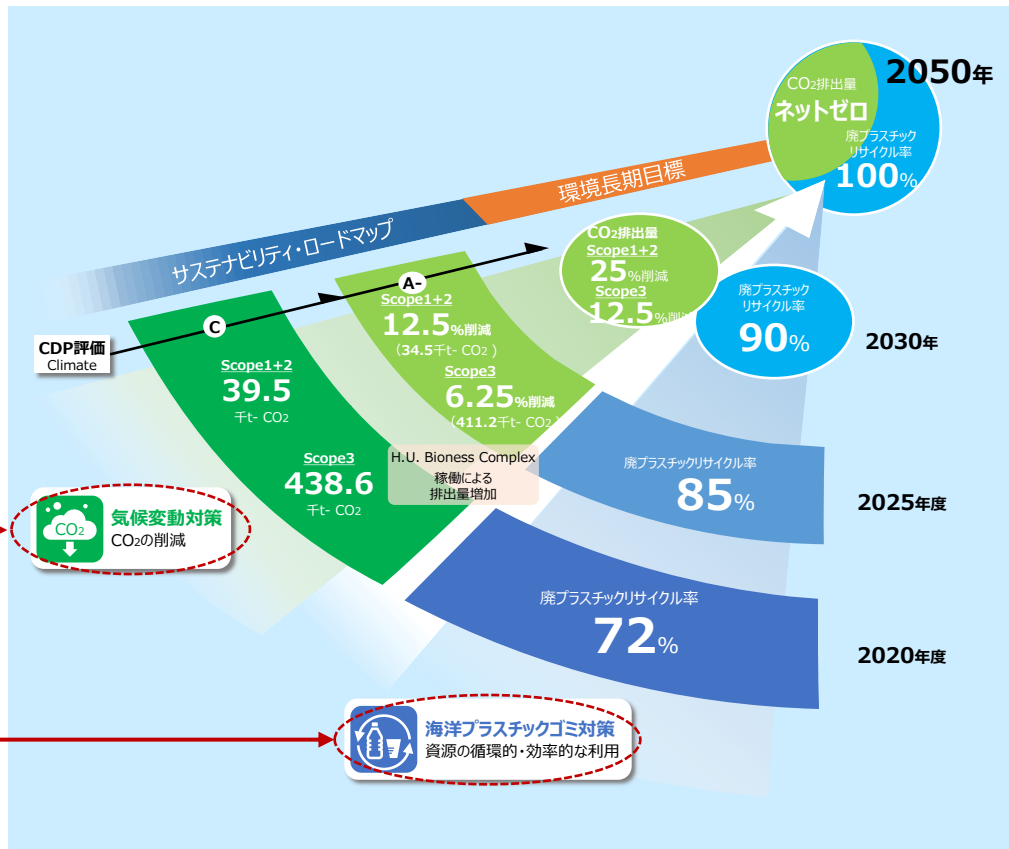 2050年
CO2排出量
ネットゼロ
廃プラスチック
リサイクル率
100%
環境長期目標
サステナビリティ・ロードマップ
CO2排出量
Scope1+2
25%削減
Scope3
12.5%削減
廃プラスチック
リサイクル率
90%
2030年
A-
Scope1+2
12.5%削減
(34.5千t- CO2 )
Scope3
6.25%削減
(411.2千t- CO2 )
C
CDP評価
Climate
Scope1+2
39.5
千t- CO2
Scope3
438.6
千t- CO2
H.U. Bioness Complex
稼働による
排出量増加
廃プラスチックリサイクル率
85%
2025年度
CO2
気候変動対策
CO2の削減
廃プラスチックリサイクル率
72%
2020年度
海洋プラスチックゴミ対策
資源の循環的・効率的な利用